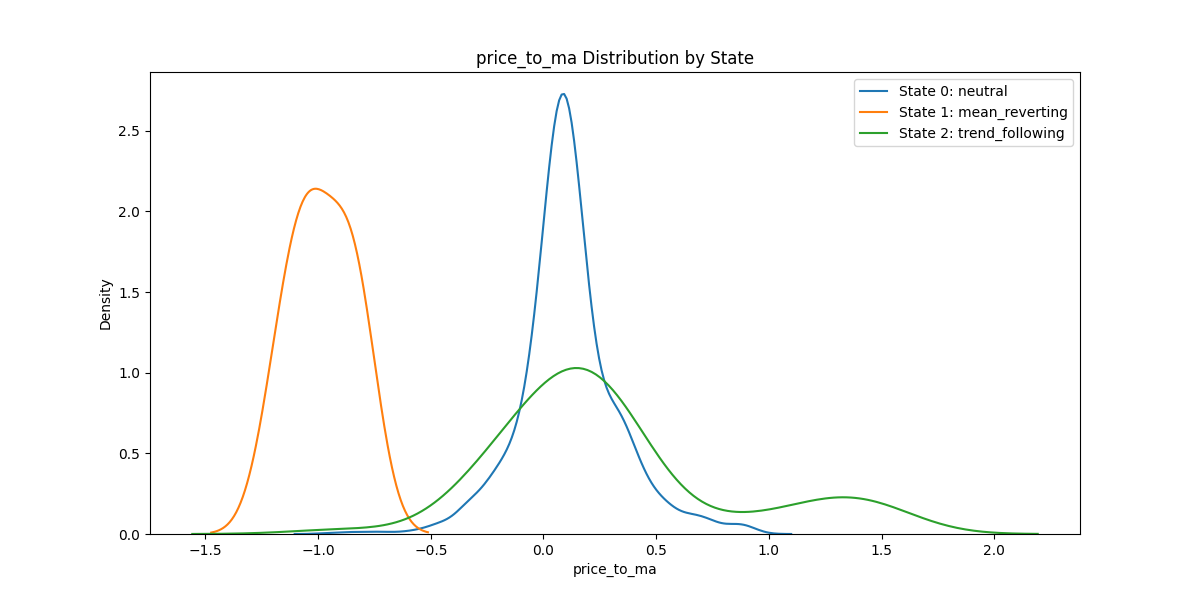 price_to_ma Distribution by State
State 0: neutral
State 1: mean_reverting
State 2: trend_following
Density
2.5
2.0
1.5
1.0
0.5
0.0
−1.5 −1.0 −0.5 0.0 0.5 1.0 1.5 2.0
price_to_ma